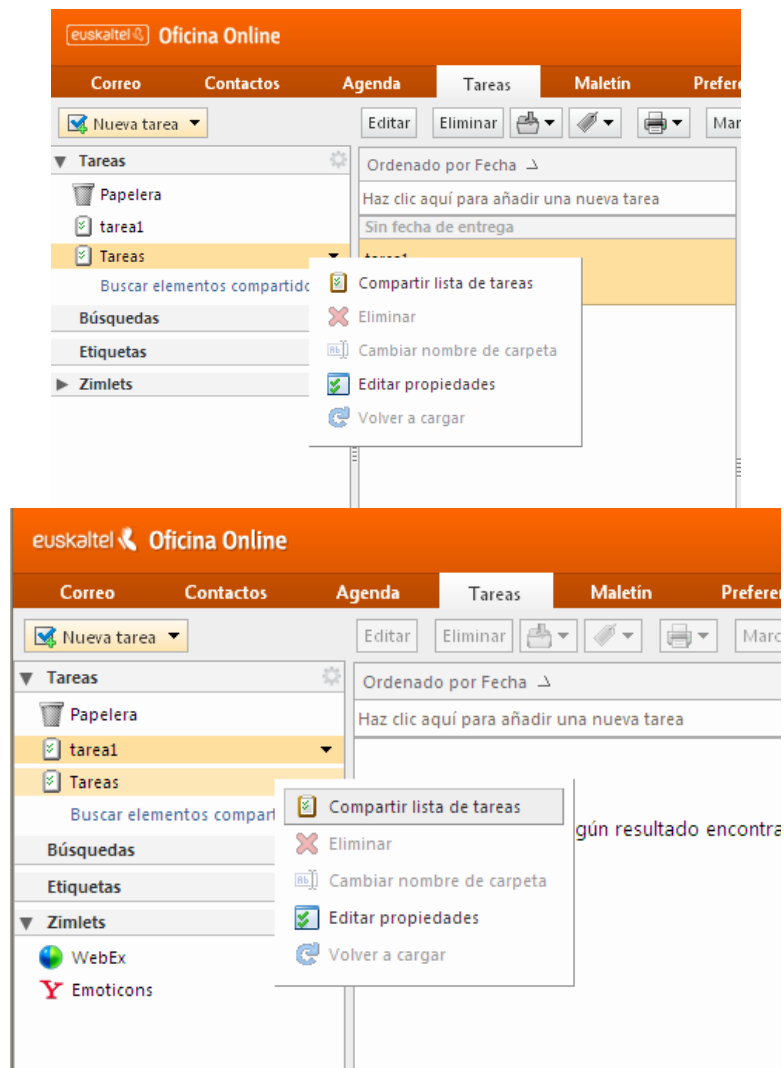 euskaltel Oficina Online
Correo Contactos Agenda Tareas Maletín Prefere
Nueva tarea Editar Eliminar Mar
Tareas Ordenado por Fecha
Papelera Haz clic aquí para añadir una nueva tarea
tarea1 Sin fecha de entrega
Tareas tarea1
Buscar elementos compartido Compartir lista de tareas
Búsquedas Eliminar
Etiquetas Cambiar nombre de carpeta
Zimlets Editar propiedades
Volver a cargar
euskaltel Oficina Online
Correo Contactos Agenda Tareas Maletín Preferen
Nueva tarea Editar Eliminar Marc
Tareas Ordenado por Fecha
Papelera Haz clic aquí para añadir una nueva tarea
tarea1
Tareas
Buscar elementos compart Compartir lista de tareas
gún resultado encontra
Búsquedas Eliminar
Etiquetas Cambiar nombre de carpeta
Zimlets Editar propiedades
WebEx Volver a cargar
Emoticons